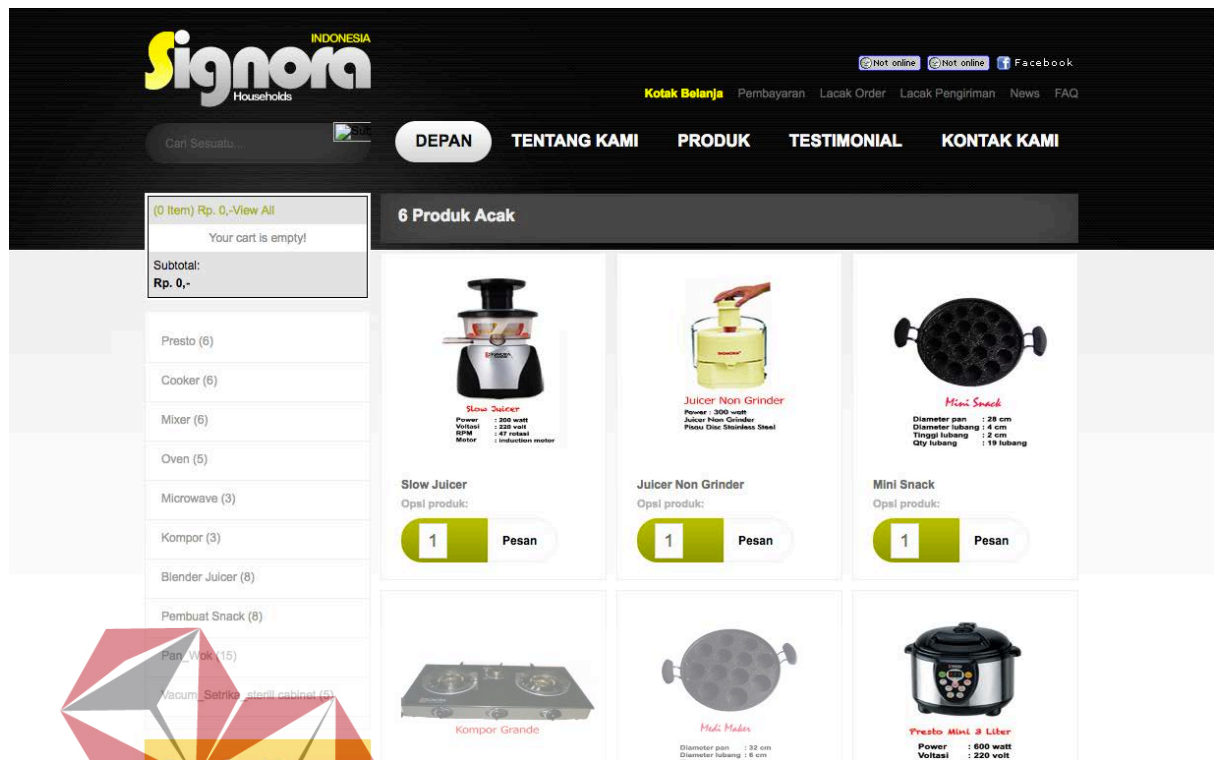 INDONESIA
Signora
Households
Not online Not online Facebook
Kotak Belanja Pembayaran Lacak Order Lacak Pengiriman News FAQ
Cari Sesuatu...
DEPAN TENTANG KAMI PRODUK TESTIMONIAL KONTAK KAMI
(0 Item) Rp. 0,-View All
Your cart is empty!
Subtotal:
Rp. 0,-
Presto (6)
Cooker (6)
Mixer (6)
Oven (5)
Microwave (3)
Kompor (3)
Blender Juicer (8)
Pembuat Snack (8)
Pan_Wok (15)
Vacum_Setrika_sterill cabinet (5)
6 Produk Acak
Slow Juicer
Power : 200 watt
Voltasi : 220 volt
RPM : 47 rotasi
Motor : induction motor
Slow Juicer
Opsi produk:
1 Pesan
SIGNORA
Juicer Non Grinder
Power : 300 watt
Juicer Non Grinder
Pisau Disc Stainless Steel
Juicer Non Grinder
Opsi produk:
1 Pesan
Mini Snack
Diameter pan : 28 cm
Diameter lubang : 4 cm
Tinggi lubang : 2 cm
Qty lubang : 19 lubang
Mini Snack
Opsi produk:
1 Pesan
Kompor Grande
Medi Maker
Diameter pan : 32 cm
Diameter lubang : 6 cm
Presto Mini 3 Liter
Power : 600 watt
Voltasi : 220 volt